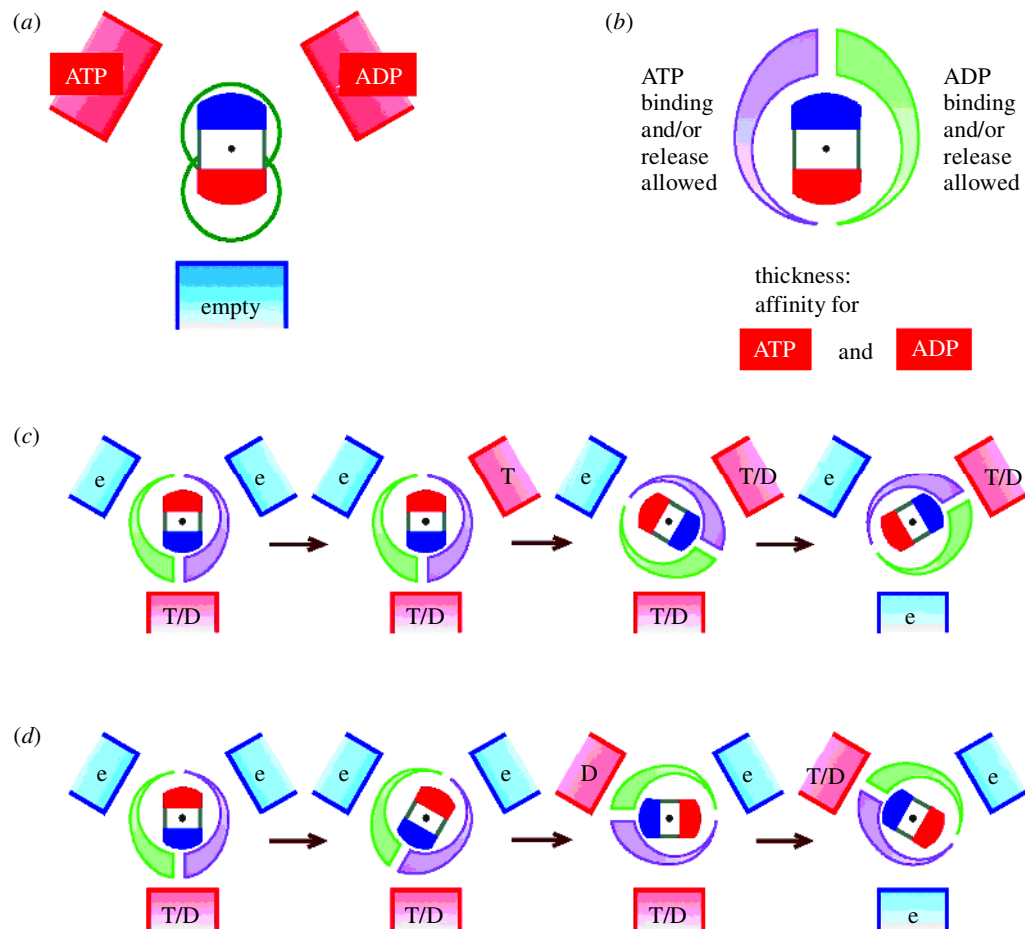 (a)
ATP
ADP
empty
(b)
ATP
binding
and/or
release
allowed
ADP
binding
and/or
release
allowed
thickness:
affinity for
ATP and ADP
(c)
e e e T e T/D e T/D
T/D T/D T/D e
(d)
e e e e D e T/D e
T/D T/D T/D e